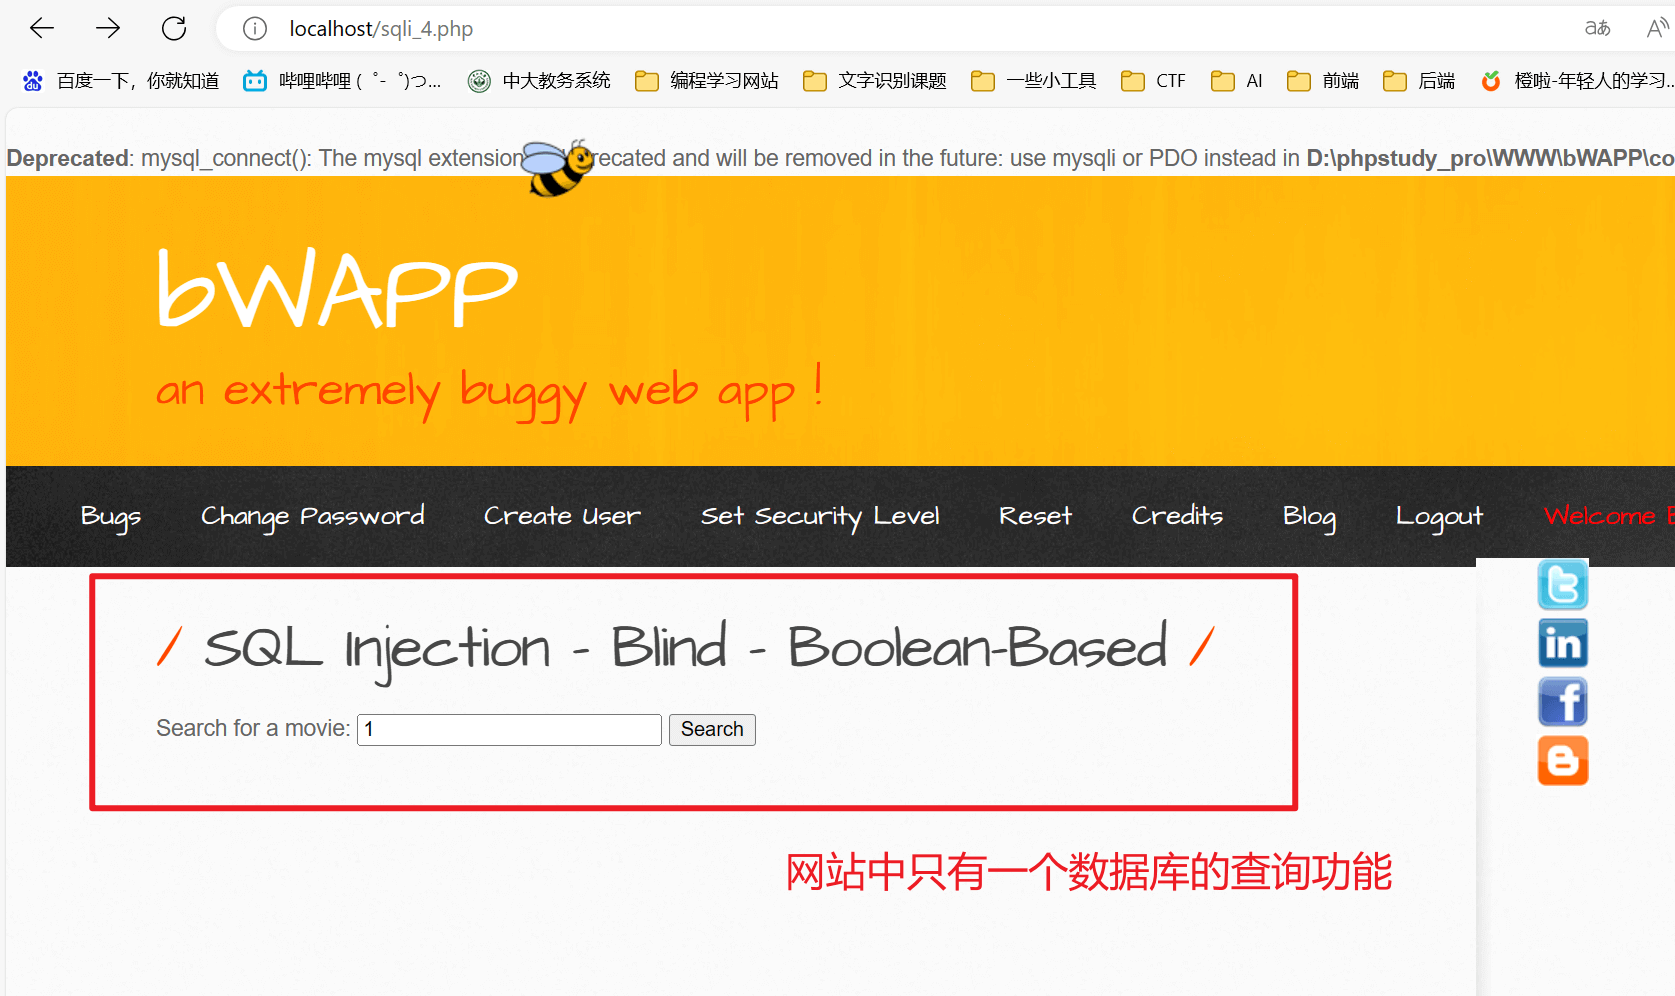 localhost/sqli_4.php
百度一下，你就知道 哔哩哔哩 ( ゜- ゜)つ... 中大教务系统 编程学习网站 文字识别课题 一些小工具 CTF AI 前端 后端 橙啦-年轻人的学习...
Deprecated: mysql_connect(): The mysql extension recated and will be removed in the future: use mysqli or PDO instead in D:\phpstudy_pro\WWW\bWAPP\co
bWAPP
an extremely buggy web app !
Bugs Change Password Create User Set Security Level Reset Credits Blog Logout Welcome B
/ SQL Injection - Blind - Boolean-Based /
Search for a movie: 1 Search
网站中只有一个数据库的查询功能